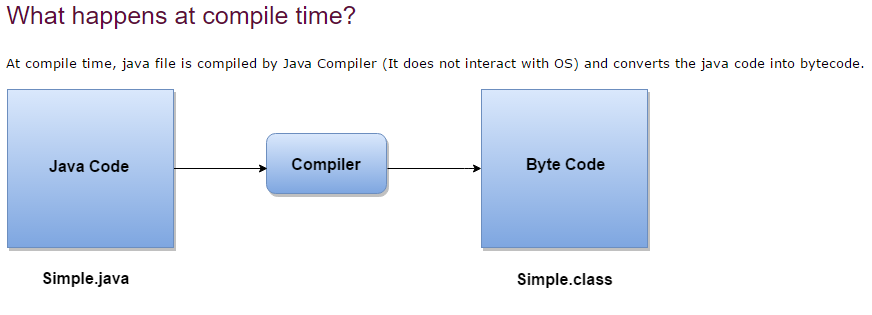 What happens at compile time?
At compile time, java file is compiled by Java Compiler (It does not interact with OS) and converts the java code into bytecode.
Java Code
Compiler
Byte Code
Simple.java
Simple.class